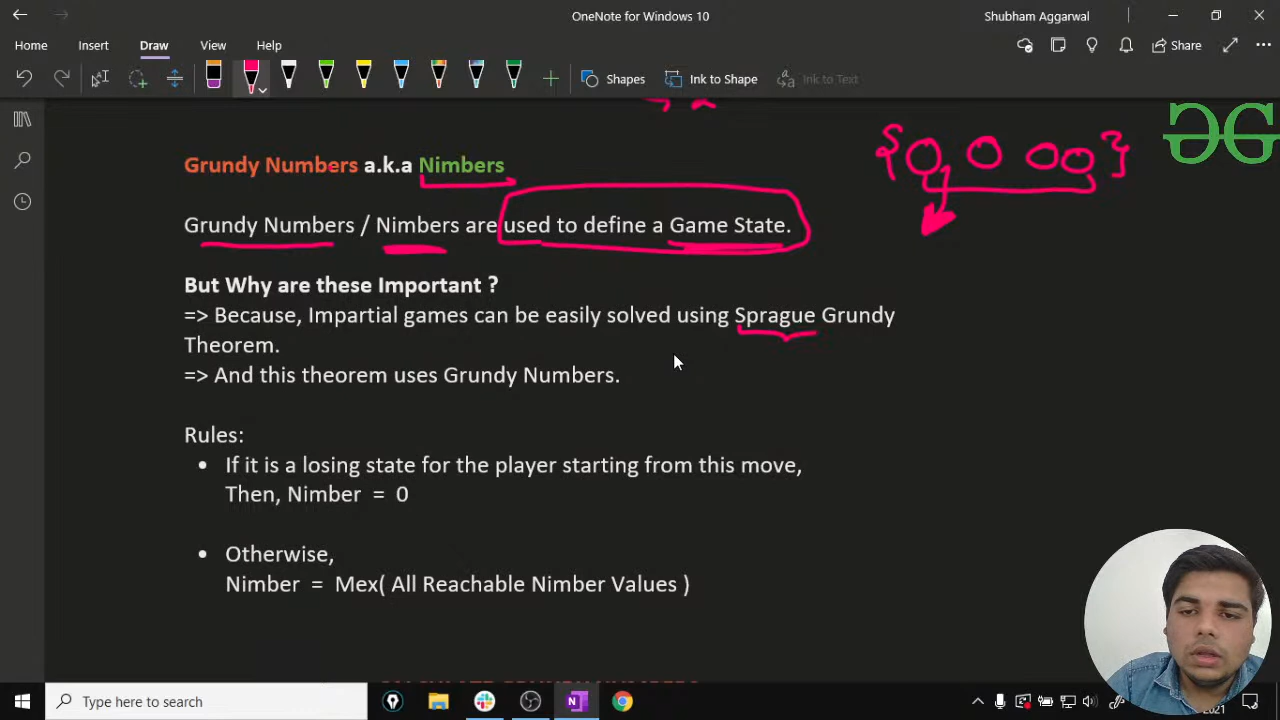 OneNote for Windows 10
Shubham Aggarwal
Home Insert Draw View Help
Share
Shapes
Ink to Shape
Ink to Text
Grundy Numbers a.k.a Nimbers
Grundy Numbers / Nimbers are used to define a Game State.
But Why are these Important ?
=> Because, Impartial games can be easily solved using Sprague Grundy
Theorem.
=> And this theorem uses Grundy Numbers.
Rules:
• If it is a losing state for the player starting from this move,
Then, Nimber = 0
• Otherwise,
Nimber = Mex( All Reachable Nimber Values )
Type here to search
2021